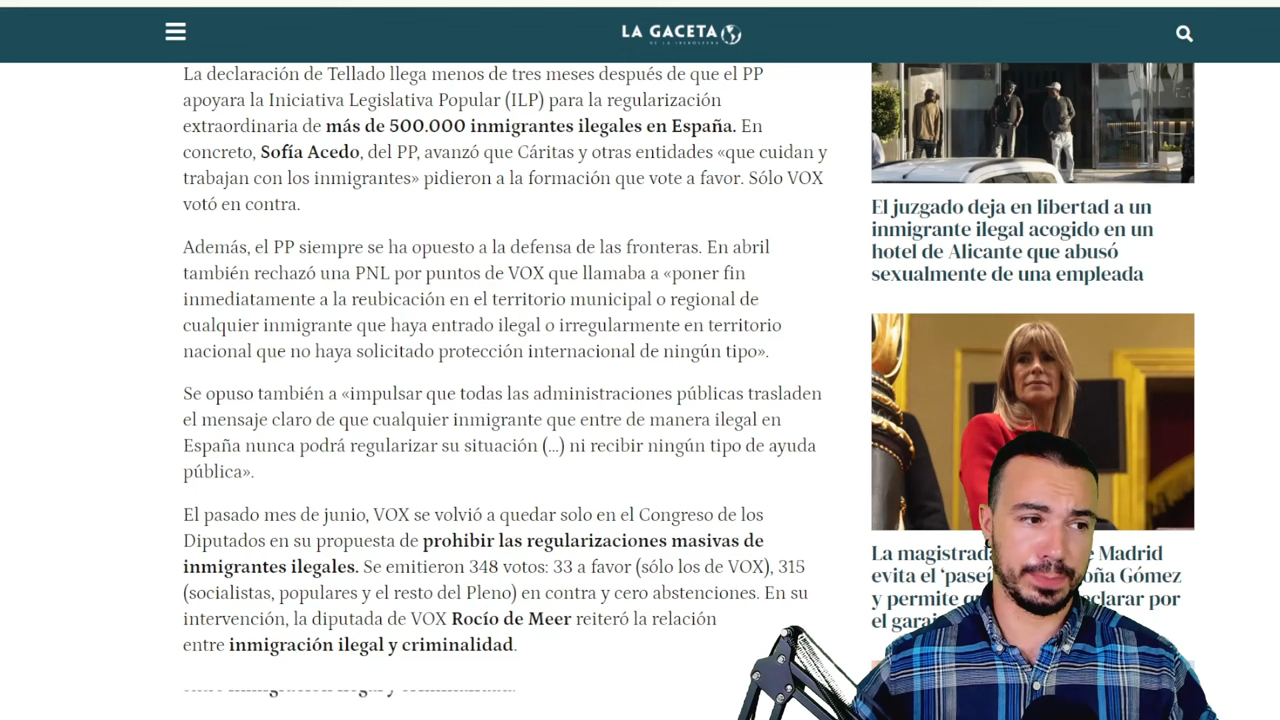 LA GACETA
DE LA IBEROSFERA
La declaración de Tellado llega menos de tres meses después de que el PP
apoyara la Iniciativa Legislativa Popular (ILP) para la regularización
extraordinaria de más de 500.000 inmigrantes ilegales en España. En
concreto, Sofía Acedo, del PP, avanzó que Cáritas y otras entidades «que cuidan y
trabajan con los inmigrantes» pidieron a la formación que vote a favor. Sólo VOX
votó en contra.
Además, el PP siempre se ha opuesto a la defensa de las fronteras. En abril
también rechazó una PNL por puntos de VOX que llamaba a «poner fin
inmediatamente a la reubicación en el territorio municipal o regional de
cualquier inmigrante que haya entrado ilegal o irregularmente en territorio
nacional que no haya solicitado protección internacional de ningún tipo».
Se opuso también a «impulsar que todas las administraciones públicas trasladen
el mensaje claro de que cualquier inmigrante que entre de manera ilegal en
España nunca podrá regularizar su situación (...) ni recibir ningún tipo de ayuda
pública».
El pasado mes de junio, VOX se volvió a quedar solo en el Congreso de los
Diputados en su propuesta de prohibir las regularizaciones masivas de
inmigrantes ilegales. Se emitieron 348 votos: 33 a favor (sólo los de VOX), 315
(socialistas, populares y el resto del Pleno) en contra y cero abstenciones. En su
intervención, la diputada de VOX Rocío de Meer reiteró la relación
entre inmigración ilegal y criminalidad.
El juzgado deja en libertad a un
inmigrante ilegal acogido en un
hotel de Alicante que abusó
sexualmente de una empleada
La magistrada e Madrid
evita el 'paseí oña Gómez
y permite q eclarar por
el garaj